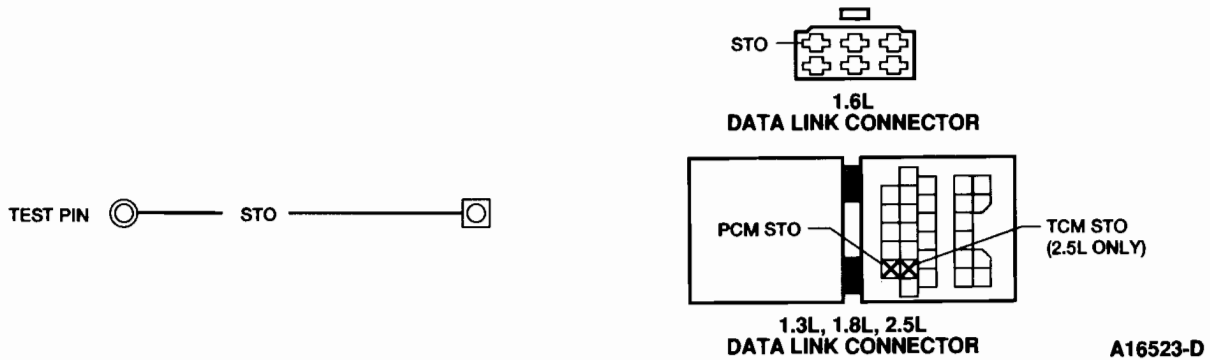 STO
1.6L
DATA LINK CONNECTOR
TEST PIN
STO
PCM STO
TCM STO
(2.5L ONLY)
1.3L, 1.8L, 2.5L
DATA LINK CONNECTOR
A16523-D